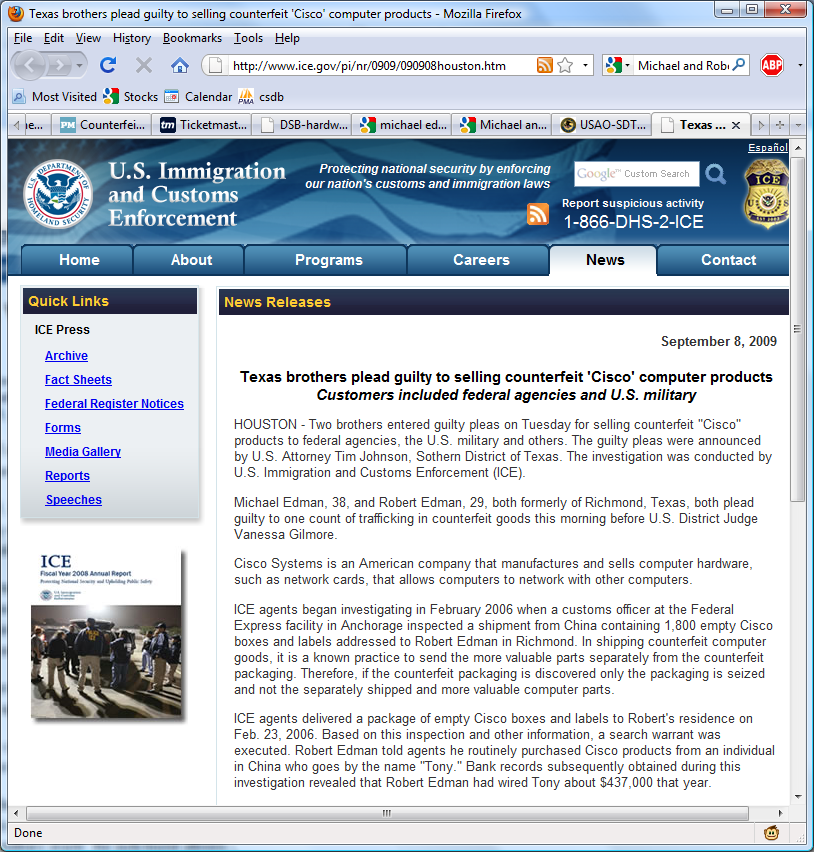 Texas brothers plead guilty to selling counterfeit 'Cisco' computer products - Mozilla Firefox
File Edit View History Bookmarks Tools Help
http://www.ice.gov/pi/nr/0909/090908houston.htm Michael and Rob ABP
Most Visited Stocks Calendar PMA csdb
ne... PM Counterfei... tm Ticketmast... DSB-hardw... michael ed... Michael an... USAO-SDT... Texas ...
Español
U.S. Immigration
and Customs
Enforcement
Protecting national security by enforcing
our nation's customs and immigration laws
Google™ Custom Search
Report suspicious activity
1-866-DHS-2-ICE
ICE
Home About Programs Careers News Contact
Quick Links
ICE Press
Archive
Fact Sheets
Federal Register Notices
Forms
Media Gallery
Reports
Speeches
ICE
Fiscal Year 2008 Annual Report
Protecting National Security and Upholding Public Safety
News Releases
September 8, 2009
Texas brothers plead guilty to selling counterfeit 'Cisco' computer products
Customers included federal agencies and U.S. military
HOUSTON - Two brothers entered guilty pleas on Tuesday for selling counterfeit "Cisco"
products to federal agencies, the U.S. military and others. The guilty pleas were announced
by U.S. Attorney Tim Johnson, Sothern District of Texas. The investigation was conducted by
U.S. Immigration and Customs Enforcement (ICE).
Michael Edman, 38, and Robert Edman, 29, both formerly of Richmond, Texas, both plead
guilty to one count of trafficking in counterfeit goods this morning before U.S. District Judge
Vanessa Gilmore.
Cisco Systems is an American company that manufactures and sells computer hardware,
such as network cards, that allows computers to network with other computers.
ICE agents began investigating in February 2006 when a customs officer at the Federal
Express facility in Anchorage inspected a shipment from China containing 1,800 empty Cisco
boxes and labels addressed to Robert Edman in Richmond. In shipping counterfeit computer
goods, it is a known practice to send the more valuable parts separately from the counterfeit
packaging. Therefore, if the counterfeit packaging is discovered only the packaging is seized
and not the separately shipped and more valuable computer parts.
ICE agents delivered a package of empty Cisco boxes and labels to Robert's residence on
Feb. 23, 2006. Based on this inspection and other information, a search warrant was
executed. Robert Edman told agents he routinely purchased Cisco products from an individual
in China who goes by the name "Tony." Bank records subsequently obtained during this
investigation revealed that Robert Edman had wired Tony about $437,000 that year.
Done